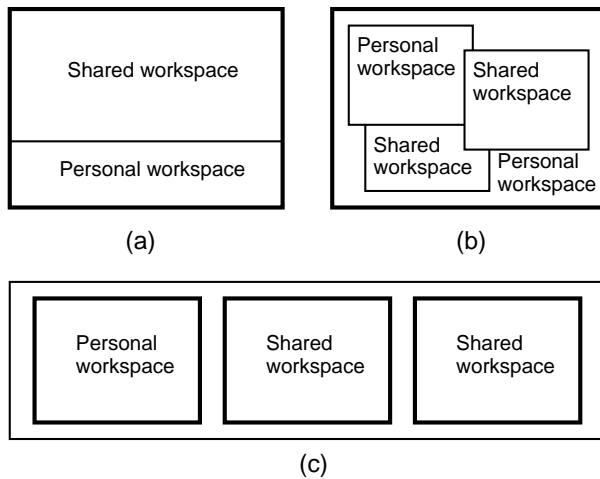 Shared workspace
Personal workspace
(a)
Personal
workspace
Shared
workspace
Shared
workspace
Personal
workspace
(b)
Personal
workspace
Shared
workspace
Shared
workspace
(c)